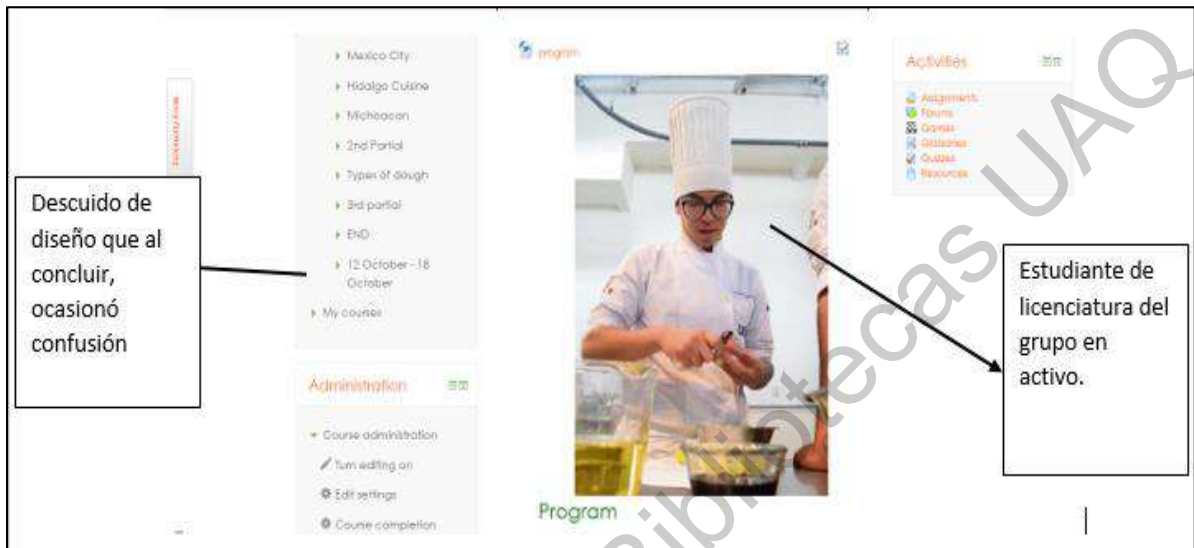 Mexico City
Hidalgo Cuisine
Michoacan
2nd Partial
Types of dough
3rd partial
END
12 October - 18
October
My courses
Administration
Course administration
Turn editing on
Edit settings
Course completion
Descuido de
diseño que al
concluir,
ocasionó
confusión
program
Program
Activities
Assignments
Forums
Games
Glossaries
Quizzes
Resources
Estudiante de
licenciatura del
grupo en
activo.
Bibliotecas UAQ